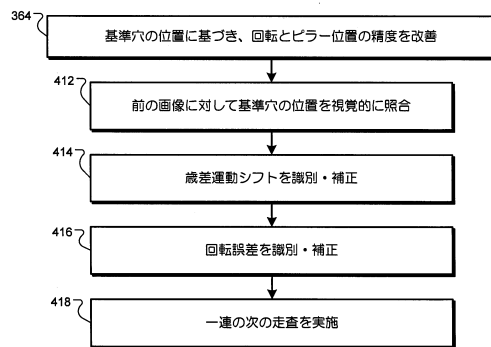 364
基準穴の位置に基づき、回転とピラー位置の精度を改善
412
前の画像に対して基準穴の位置を視覚的に照合
414
歳差運動シフトを識別・補正
416
回転誤差を識別・補正
418
一連の次の走査を実施